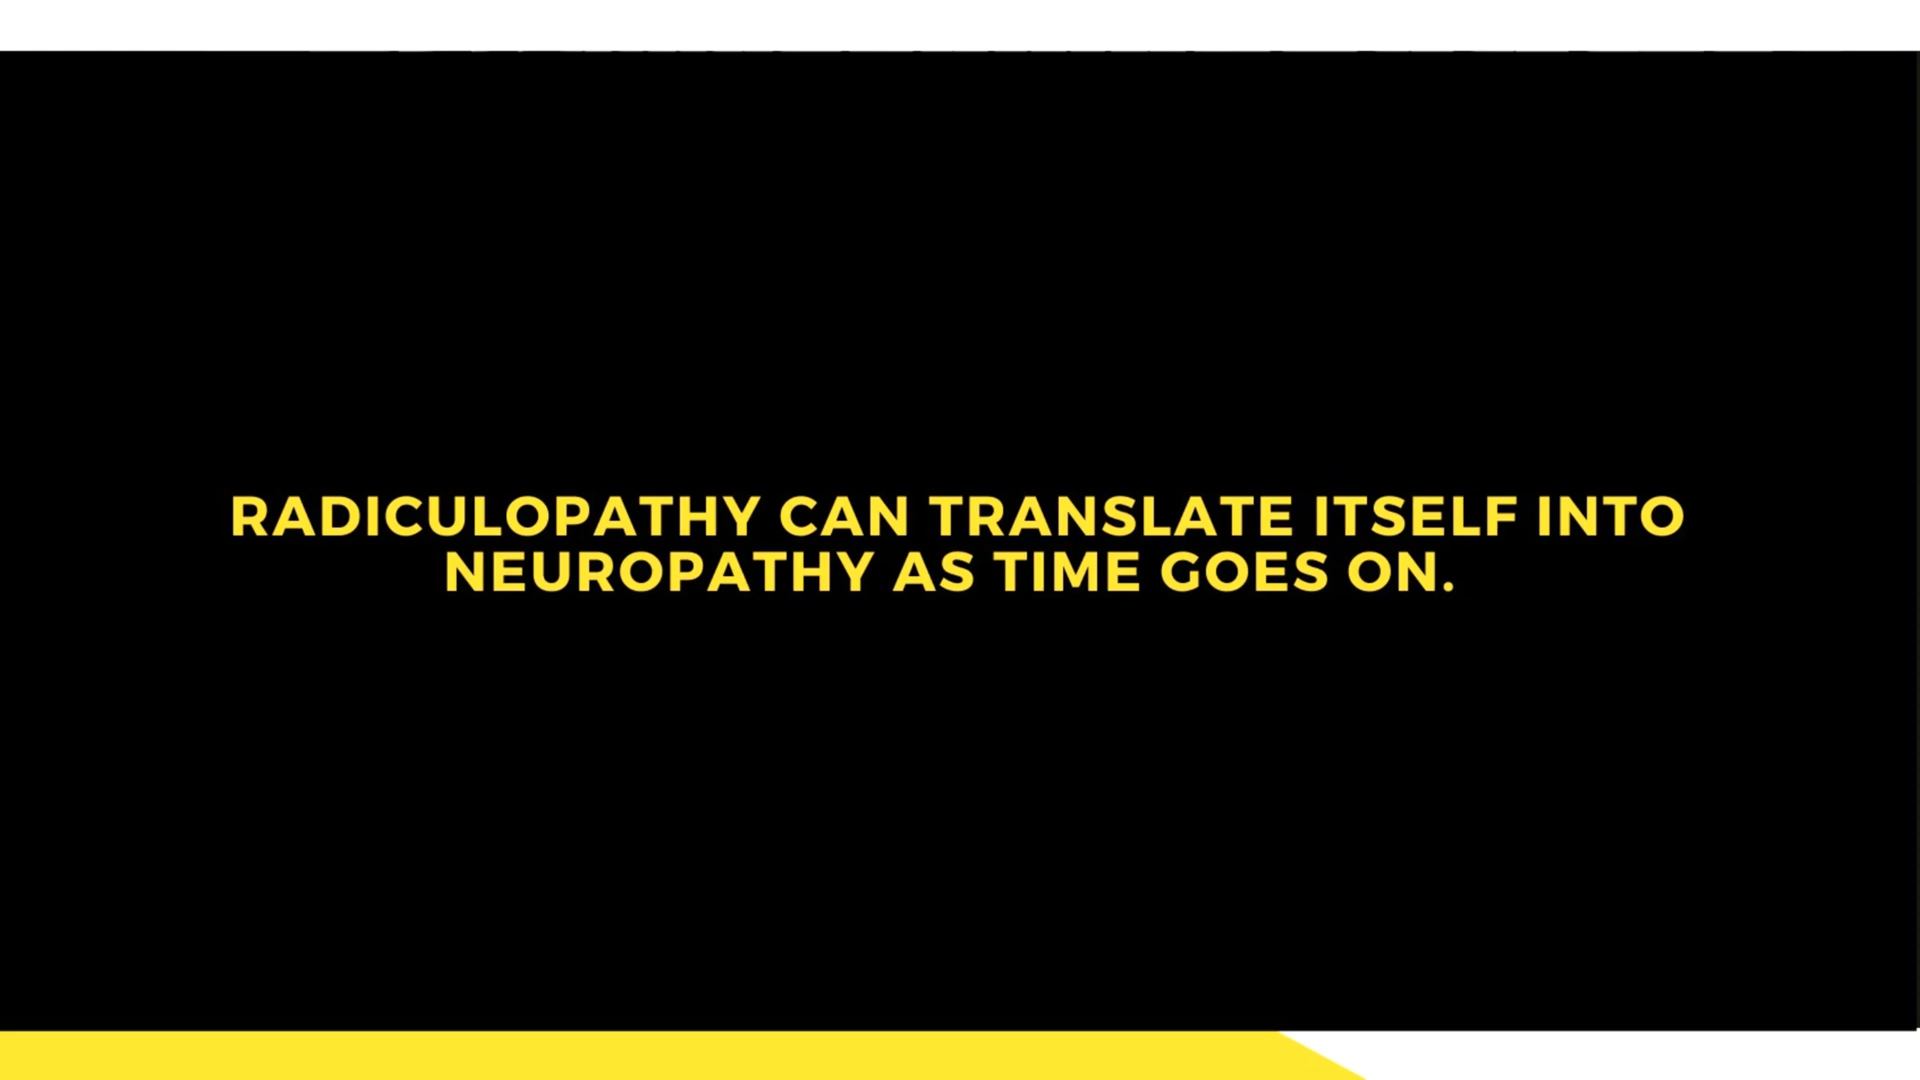 RADICULOPATHY CAN TRANSLATE ITSELF INTO
NEUROPATHY AS TIME GOES ON.